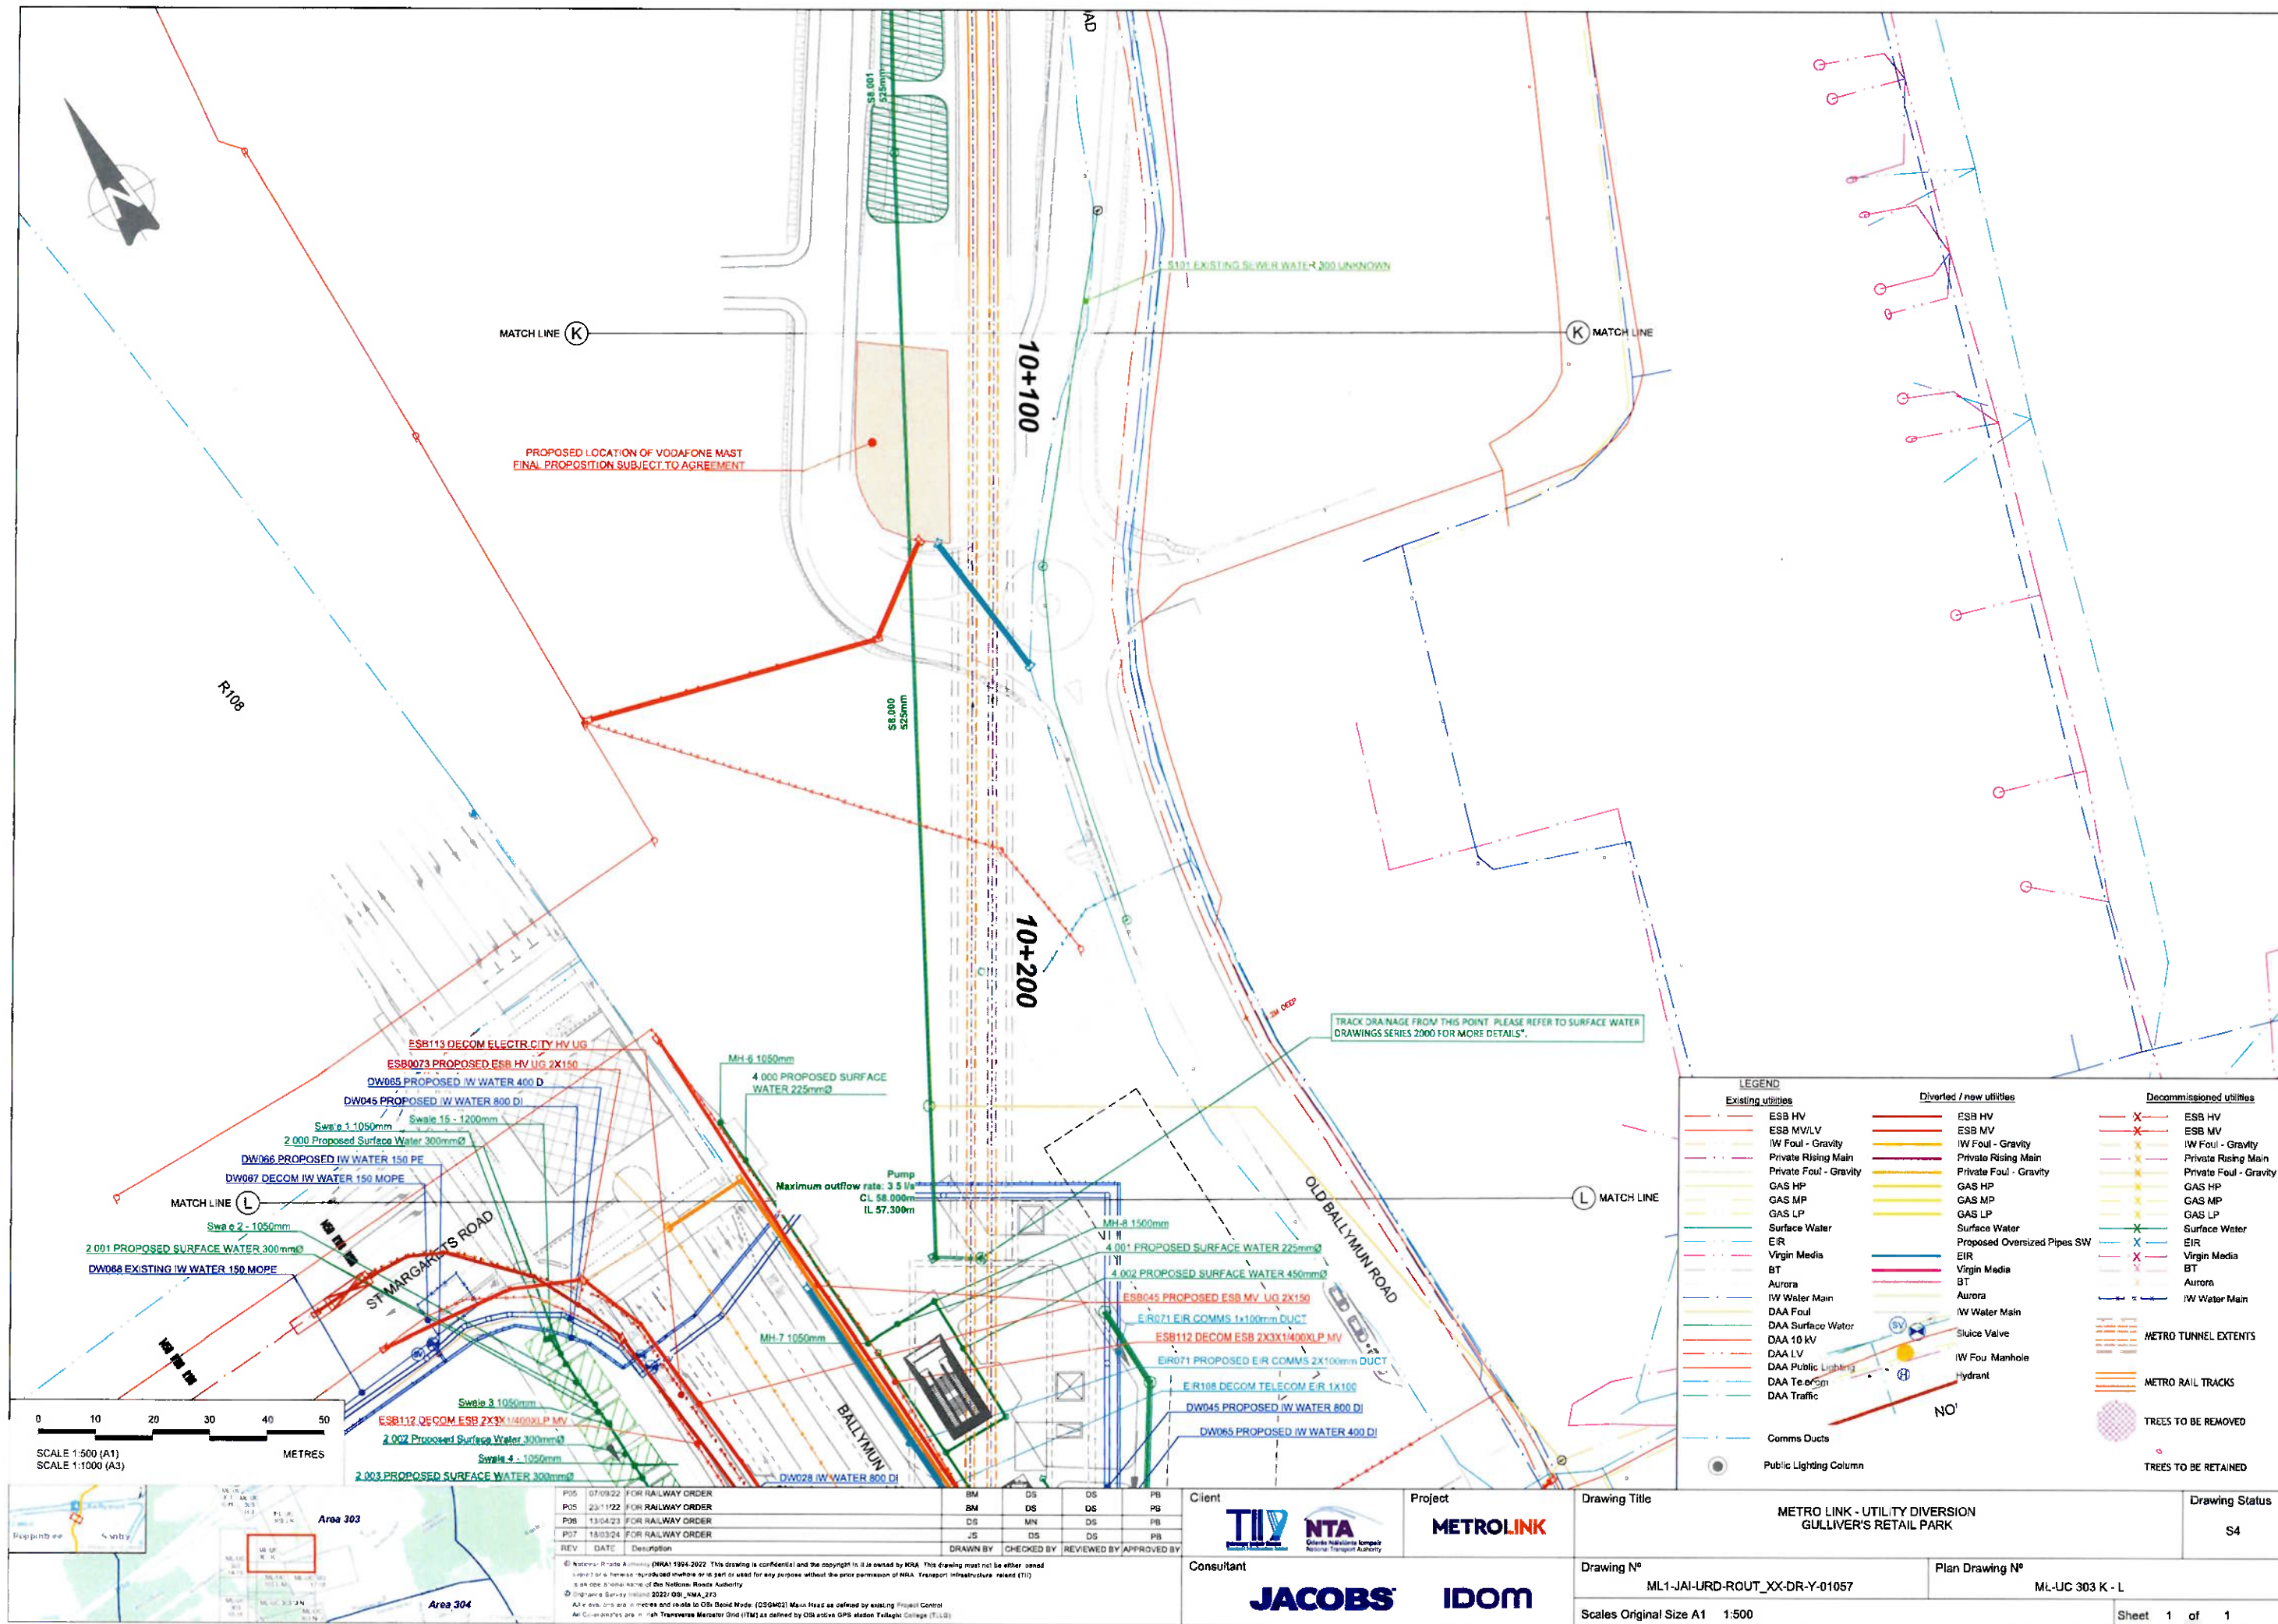 S8.001
525mm
S101 EXISTING SEWER WATER 300 UNKNOWN
MATCH LINE K
K MATCH LINE
10+100
PROPOSED LOCATION OF VODAFONE MAST
FINAL PROPOSITION SUBJECT TO AGREEMENT
R108
S8.000
525mm
10+200
2M DEEP
TRACK DRAINAGE FROM THIS POINT PLEASE REFER TO SURFACE WATER
DRAWINGS SERIES 2000 FOR MORE DETAILS".
ESB113 DECOM ELECTRICITY HV UG
ESB0073 PROPOSED ESB HV UG 2X150
DW065 PROPOSED IW WATER 400 D
DW045 PROPOSED IW WATER 800 DI
Swale 15 - 1200mm
Swale 1 1050mm
2 000 Proposed Surface Water 300mmØ
DW066 PROPOSED IW WATER 150 PE
DW067 DECOM IW WATER 150 MOPE
MATCH LINE L
Swale 2 - 1050mm
2 001 PROPOSED SURFACE WATER 300mmØ
DW068 EXISTING IW WATER 150 MOPE
ST MARGARETS ROAD
MH-6 1050mm
4 000 PROPOSED SURFACE
WATER 225mmØ
Pump
Maximum outflow rate: 3 5 l/s
CL 58.000m
IL 57.300m
L MATCH LINE
OLD BALLYMUN ROAD
MH-8 1500mm
4 001 PROPOSED SURFACE WATER 225mmØ
4 002 PROPOSED SURFACE WATER 450mmØ
ESB045 PROPOSED ESB MV UG 2X150
EIR071 EIR COMMS 1x100mm DUCT
ESB112 DECOM ESB 2X3X1/400XLP MV
EIR071 PROPOSED EIR COMMS 2X100mm DUCT
EIR108 DECOM TELECOM EIR 1X100
DW045 PROPOSED IW WATER 800 DI
DW065 PROPOSED IW WATER 400 DI
MH-7 1050mm
BALLYMUN
Swale 3 1050mm
ESB112 DECOM ESB 2X3X1/400XLP MV
2 002 Proposed Surface Water 300mmØ
Swale 4 - 1050mm
2 003 PROPOSED SURFACE WATER 300mmØ
DW028 IW WATER 800 DI
0 10 20 30 40 50
SCALE 1:500 (A1)
SCALE 1:1000 (A3)
METRES
LEGEND
Existing utilities
ESB HV
ESB MV/LV
IW Foul - Gravity
Private Rising Main
Private Foul - Gravity
GAS HP
GAS MP
GAS LP
Surface Water
EIR
Virgin Media
BT
Aurora
IW Water Main
DAA Foul
DAA Surface Water
DAA 10 kV
DAA LV
DAA Public Lighting
DAA Telecom
DAA Traffic
Comms Ducts
Public Lighting Column
Diverted / new utilities
ESB HV
ESB MV
IW Foul - Gravity
Private Rising Main
Private Foul - Gravity
GAS HP
GAS MP
GAS LP
Surface Water
Proposed Oversized Pipes SW
EIR
Virgin Media
BT
Aurora
IW Water Main
SV Sluice Valve
IW Foul Manhole
H Hydrant
Decommissioned utilities
ESB HV
ESB MV
IW Foul - Gravity
Private Rising Main
Private Foul - Gravity
GAS HP
GAS MP
GAS LP
Surface Water
EIR
Virgin Media
BT
Aurora
IW Water Main
METRO TUNNEL EXTENTS
METRO RAIL TRACKS
TREES TO BE REMOVED
TREES TO BE RETAINED
Area 303
Area 304
P05 07/09/22 FOR RAILWAY ORDER BM DS DS PB
P05 23/11/22 FOR RAILWAY ORDER BM DS DS PB
P06 13/04/23 FOR RAILWAY ORDER DS MN DS PB
P07 18/03/24 FOR RAILWAY ORDER JS DS DS PB
REV DATE Description DRAWN BY CHECKED BY REVIEWED BY APPROVED BY
Client
TII
NTA
National Transport Authority
Project
METROLINK
Consultant
JACOBS IDOM
Drawing Title
METRO LINK - UTILITY DIVERSION
GULLIVER'S RETAIL PARK
Drawing Status
S4
Drawing Nº
ML1-JAI-URD-ROUT_XX-DR-Y-01057
Plan Drawing Nº
ML-UC 303 K - L
Scales Original Size A1 1:500
Sheet 1 of 1